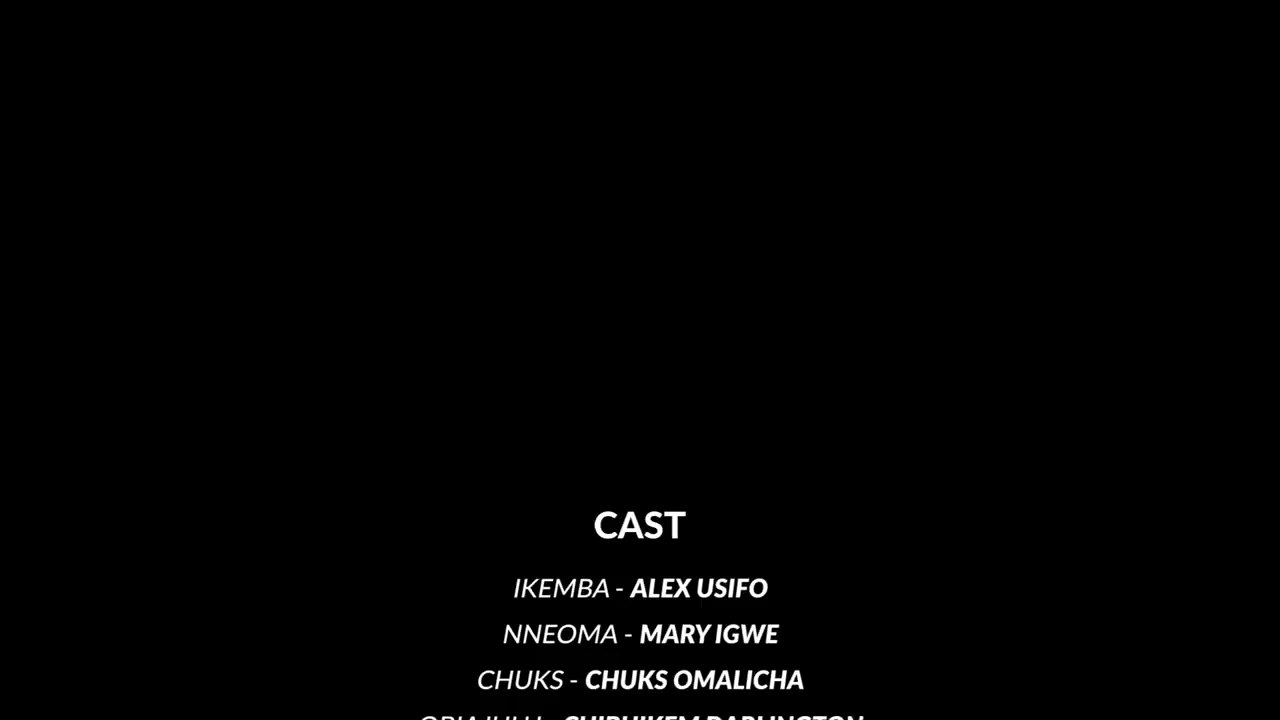 CAST
IKEMBA - ALEX USIFO
NNEOMA - MARY IGWE
CHUKS - CHUKS OMALICHA